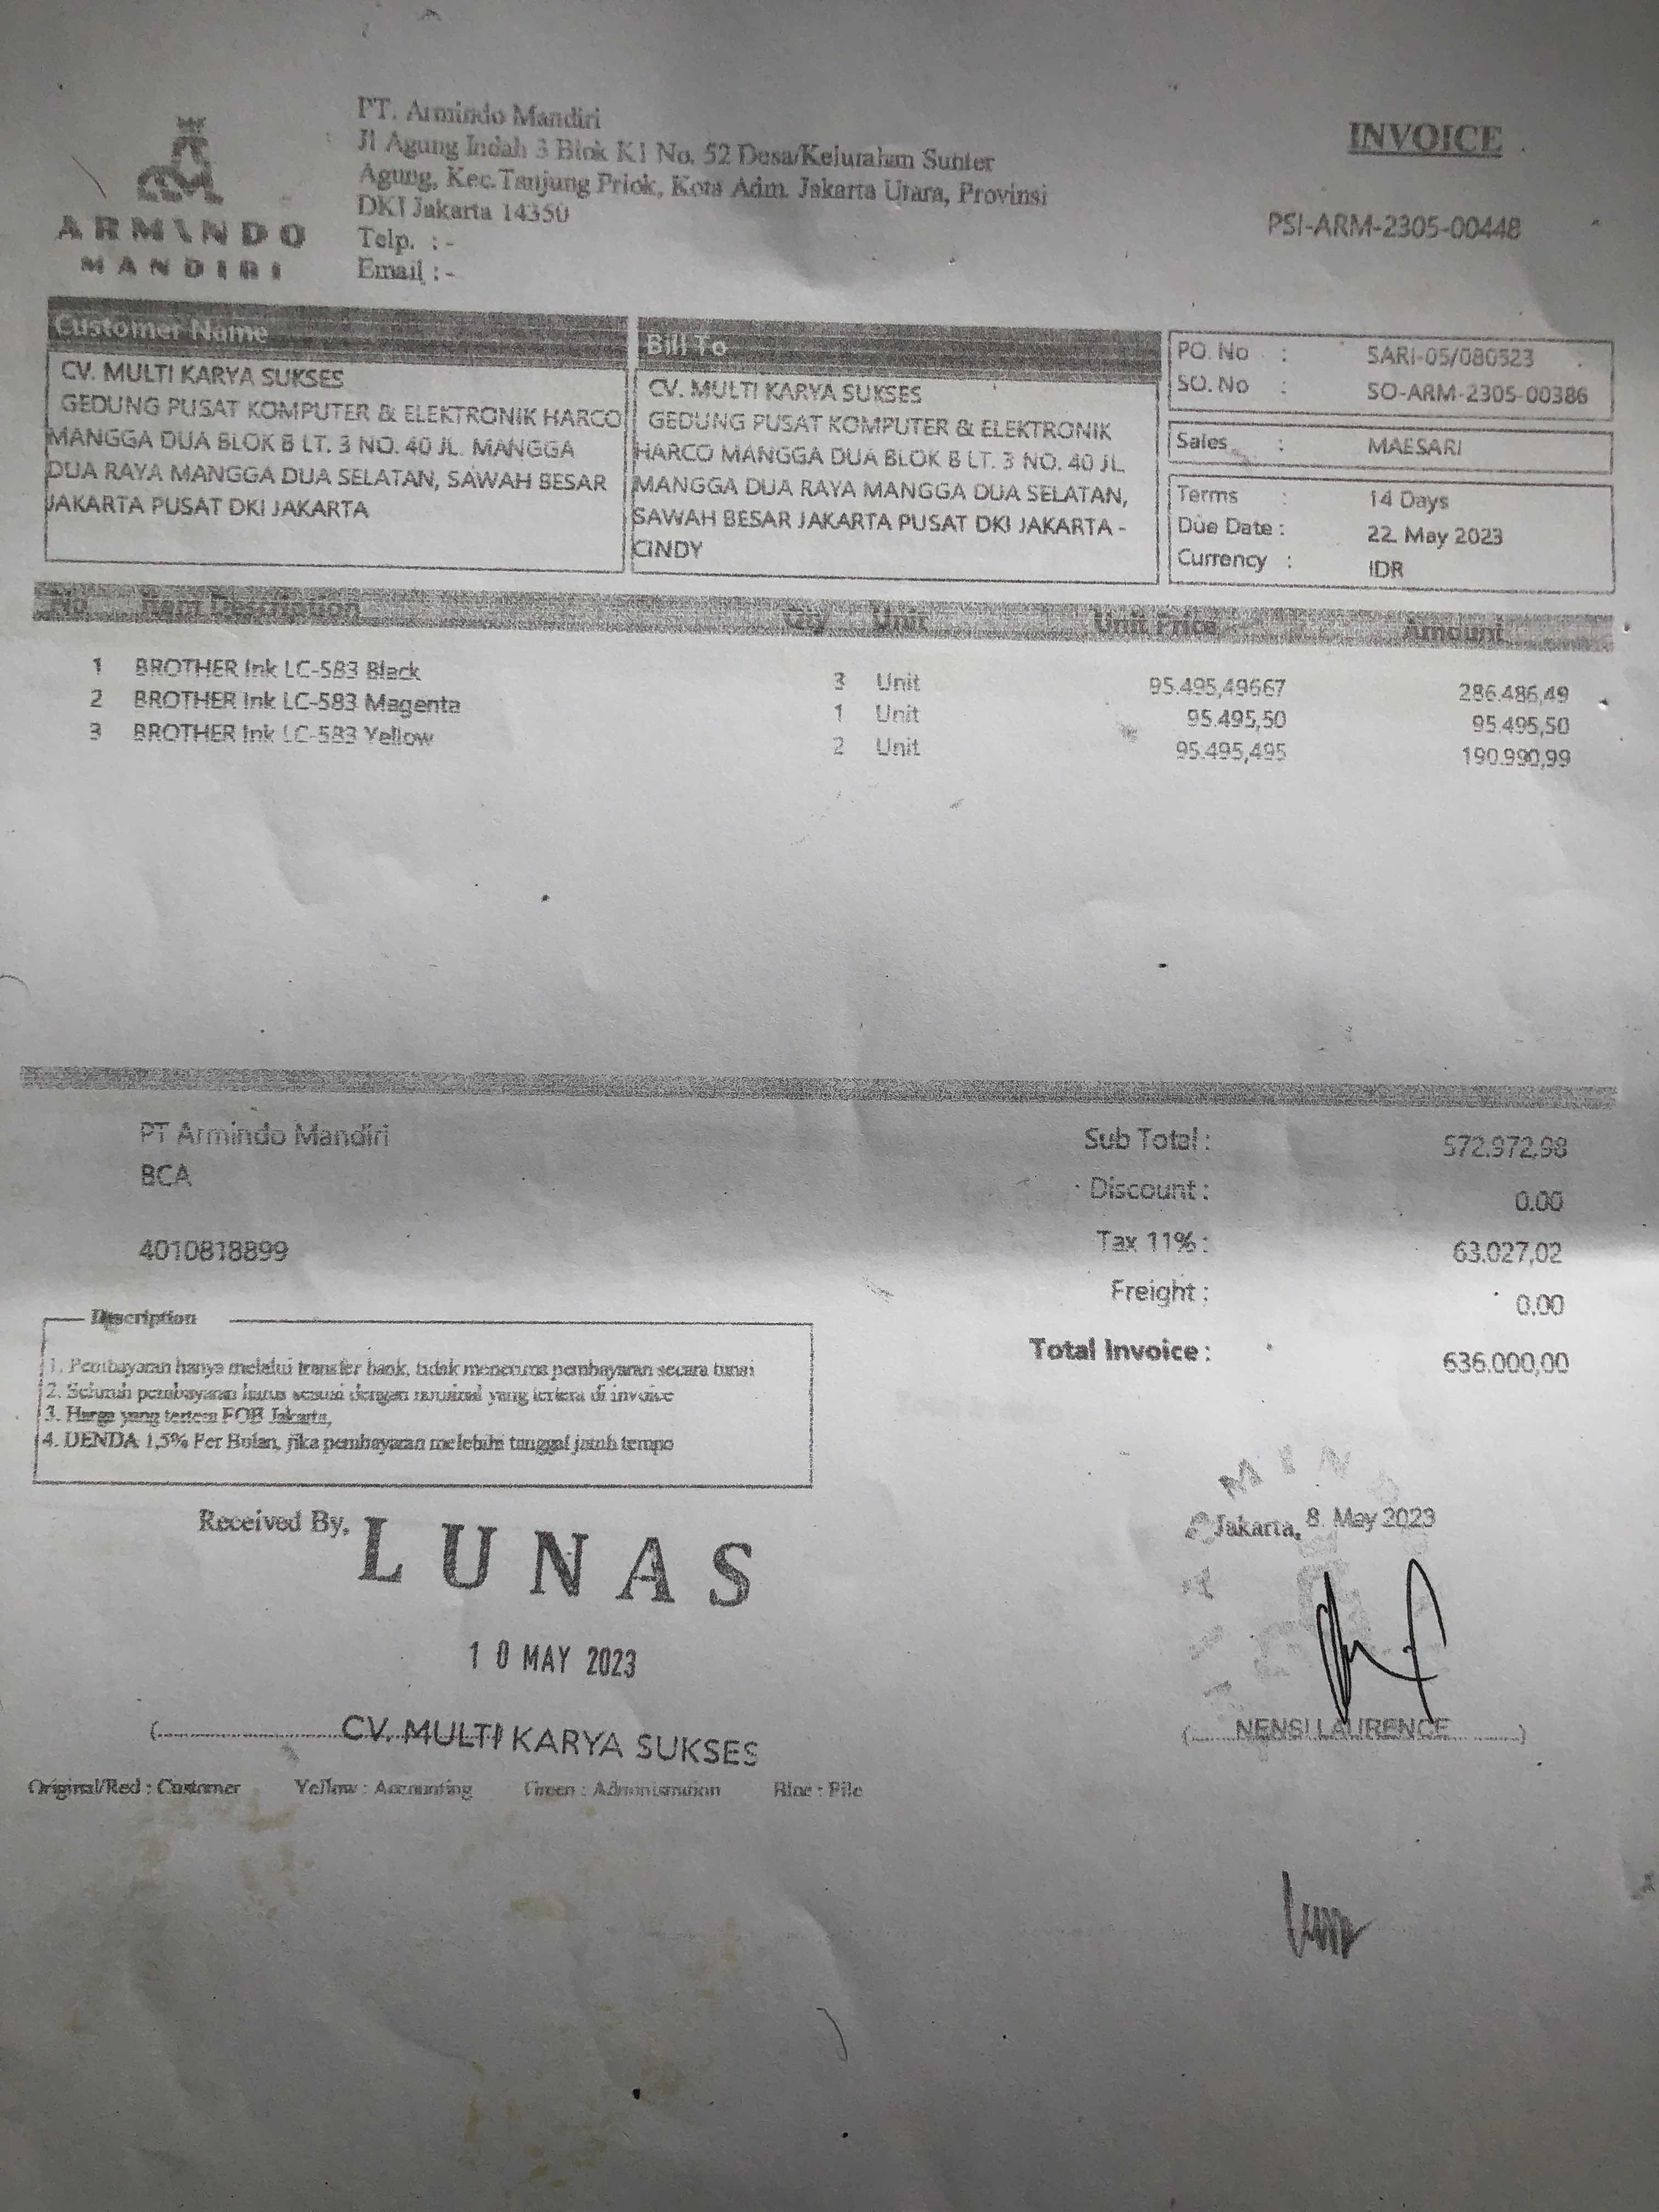 ARMINDO
MANDIRI
PT. Armindo Mandiri
Jl Agung Indah 3 Blok K1 No. 52 Desa/Kelurahan Sunter
Agung, Kec.Tanjung Priok, Kota Adm. Jakarta Utara, Provinsi
DKI Jakarta 14350
Telp. : -
Email : -
INVOICE
PSI-ARM-2305-00448
Customer Name
CV. MULTI KARYA SUKSES
GEDUNG PUSAT KOMPUTER & ELEKTRONIK HARCO
MANGGA DUA BLOK B LT. 3 NO. 40 JL. MANGGA
DUA RAYA MANGGA DUA SELATAN, SAWAH BESAR
JAKARTA PUSAT DKI JAKARTA
Bill To
CV. MULTI KARYA SUKSES
GEDUNG PUSAT KOMPUTER & ELEKTRONIK
HARCO MANGGA DUA BLOK B LT. 3 NO. 40 JL.
MANGGA DUA RAYA MANGGA DUA SELATAN,
SAWAH BESAR JAKARTA PUSAT DKI JAKARTA -
CINDY
PO. No : SARI-05/080523
SO. No : SO-ARM-2305-00386
Sales : MAESARI
Terms : 14 Days
Due Date : 22. May 2023
Currency : IDR
No Item Description Qty Unit Unit Price Amount
1 BROTHER Ink LC-583 Black 3 Unit 95.495,49667 286.486,49
2 BROTHER Ink LC-583 Magenta 1 Unit 95.495,50 95.495,50
3 BROTHER Ink LC-583 Yellow 2 Unit 95.495,495 190.990,99
PT Armindo Mandiri
BCA
4010818899
Sub Total : 572.972,98
Discount : 0.00
Tax 11% : 63.027,02
Freight : 0.00
Total Invoice : 636.000,00
Description
1. Pembayaran hanya melalui transfer bank, tidak menerima pembayaran secara tunai
2. Seluruh pembayaran harus sesuai dengan nominal yang tertera di invoice
3. Harga yang tertera FOB Jakarta,
4. DENDA 1,5% Per Bulan, jika pembayaran melebihi tanggal jatuh tempo
Received By,
LUNAS
10 MAY 2023
CV. MULTI KARYA SUKSES
Jakarta, 8. May 2023
(.... NENSI LAURENCE ....)
Original/Red : Customer Yellow : Accounting Green : Administration Blue : File